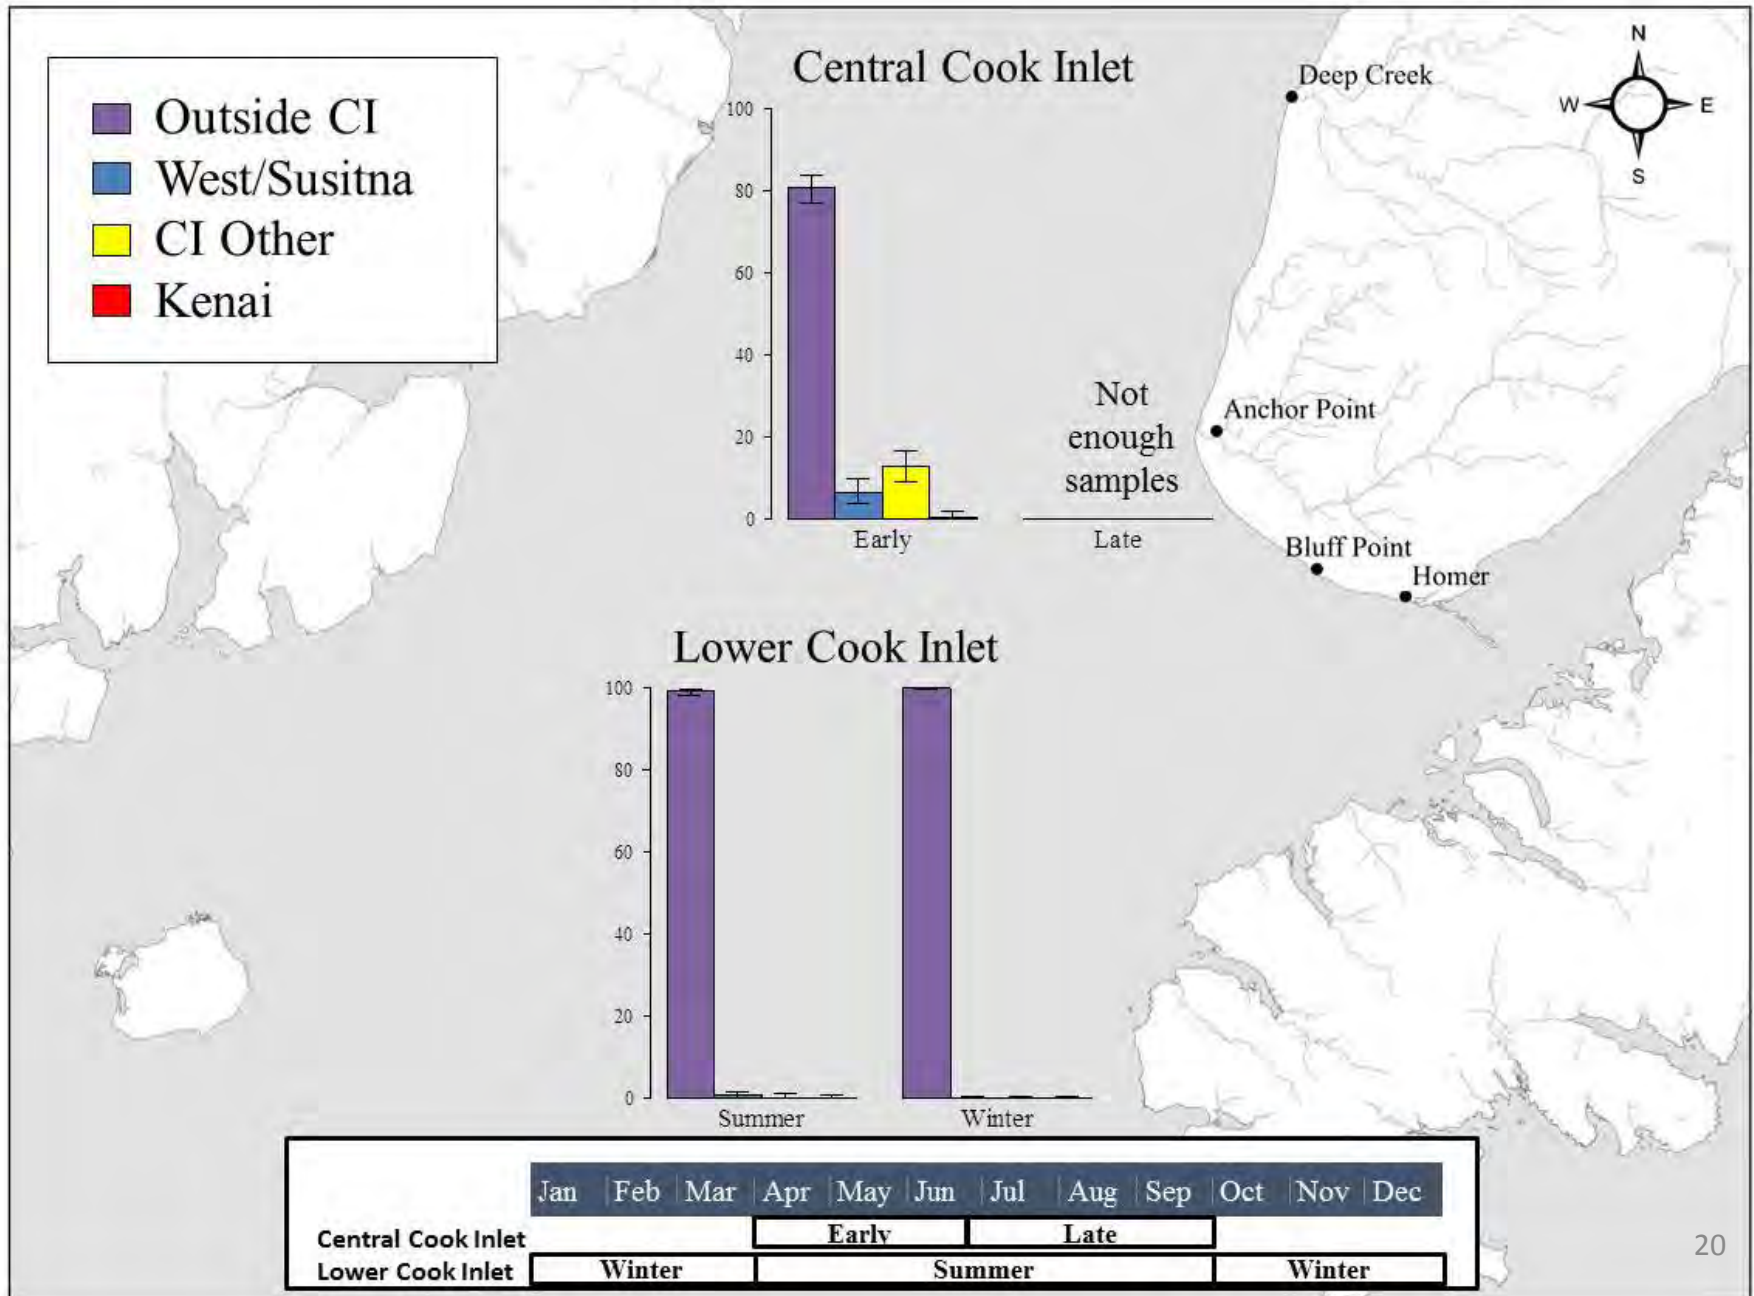 Outside CI
West/Susitna
CI Other
Kenai
Central Cook Inlet
100
80
60
40
20
0
Early
Not
enough
samples
Late
N
W E
S
Deep Creek
Anchor Point
Bluff Point
Homer
Lower Cook Inlet
100
80
60
40
20
0
Summer Winter
Jan Feb Mar Apr May Jun Jul Aug Sep Oct Nov Dec
Central Cook Inlet Early Late
Lower Cook Inlet Winter Summer Winter
20